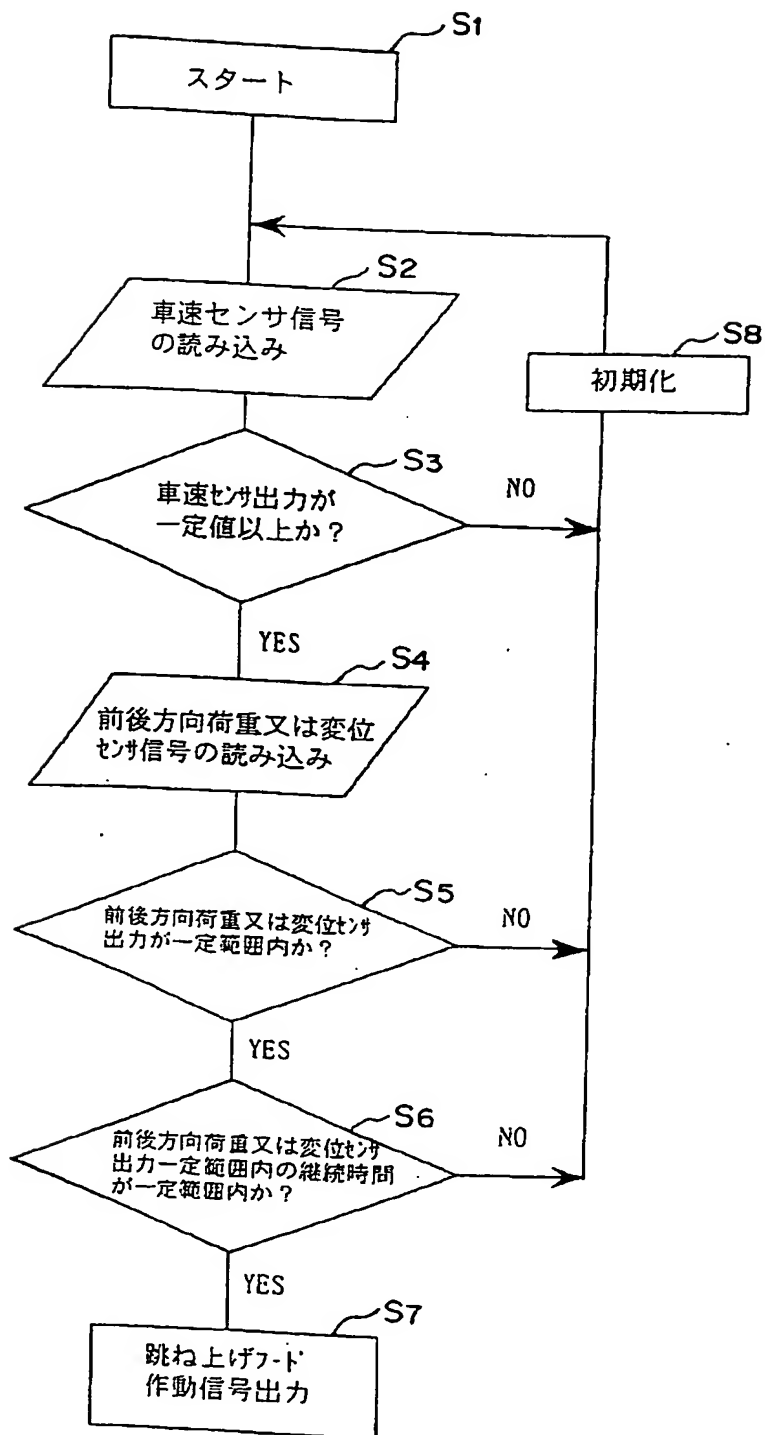 S1
スタート
S2
車速センサ信号
の読み込み
S8
初期化
S3
車速ｾﾝｻ出力が
一定値以上か？
NO
YES
S4
前後方向荷重又は変位
ｾﾝｻ信号の読み込み
S5
前後方向荷重又は変位ｾﾝｻ
出力が一定範囲内か？
NO
YES
S6
前後方向荷重又は変位ｾﾝｻ
出力一定範囲内の継続時間
が一定範囲内か？
NO
YES
S7
跳ね上げﾌｰﾄﾞ
作動信号出力